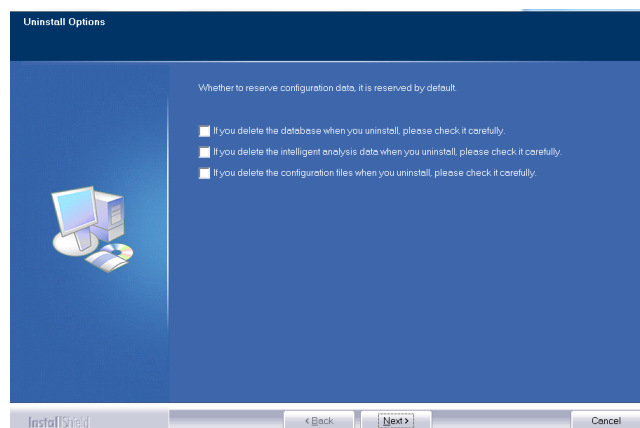 Uninstall Options
Whether to reserve configuration data, it is reserved by default.
If you delete the database when you uninstall, please check it carefully.
If you delete the intelligent analysis data when you uninstall, please check it carefully.
If you delete the configuration files when you uninstall, please check it carefully.
InstallShield
< Back Next > Cancel